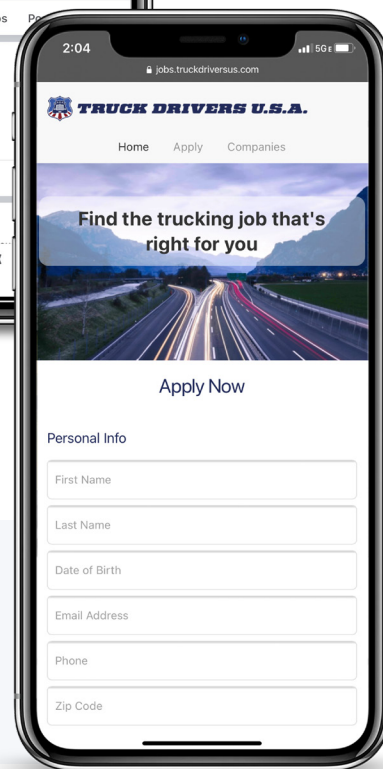 2:04
5GE
jobs.truckdriversus.com
TRUCK DRIVERS U.S.A.
Home Apply Companies
Find the trucking job that's
right for you
Apply Now
Personal Info
First Name
Last Name
Date of Birth
Email Address
Phone
Zip Code